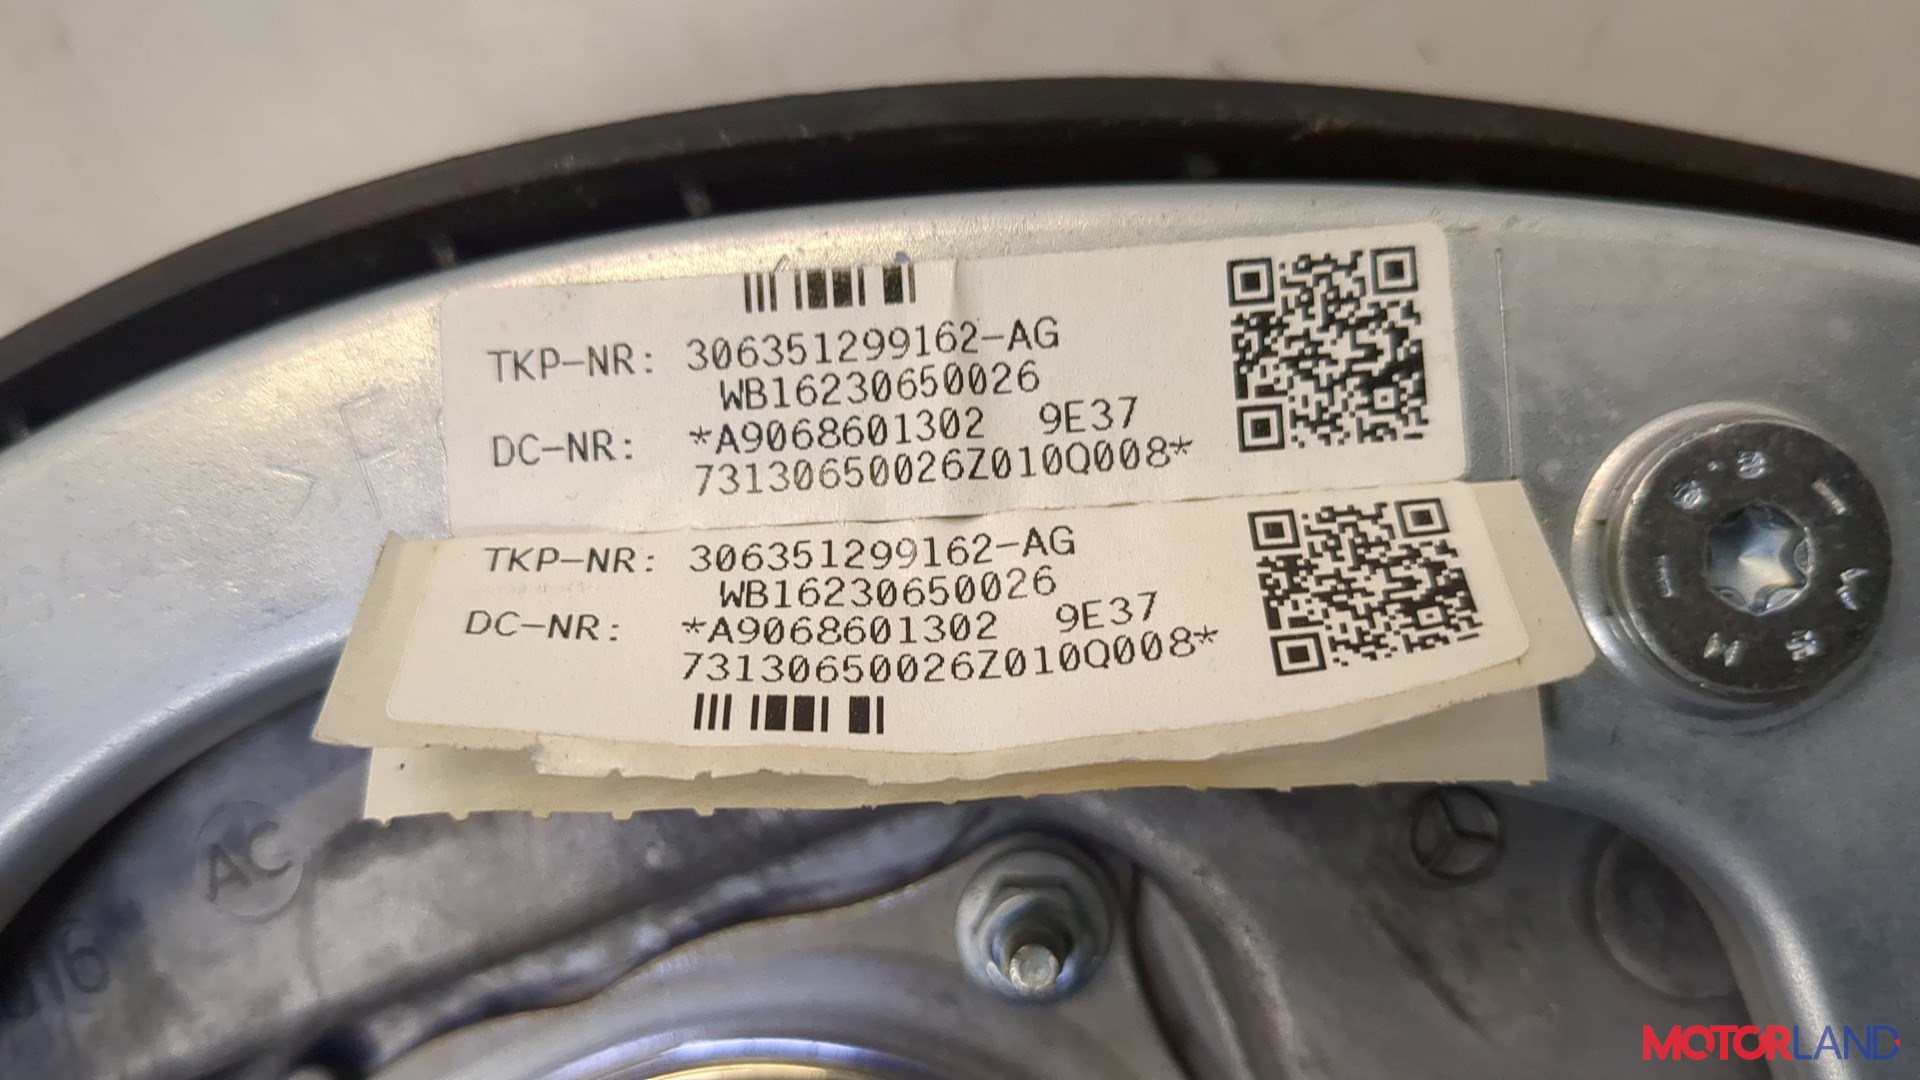 TKP-NR: 306351299162-AG
WB16230650026
DC-NR: *A9068601302 9E37
73130650026Z010Q008*
TKP-NR: 306351299162-AG
WB16230650026
DC-NR: *A9068601302 9E37
73130650026Z010Q008*
AC
MOTORLAND